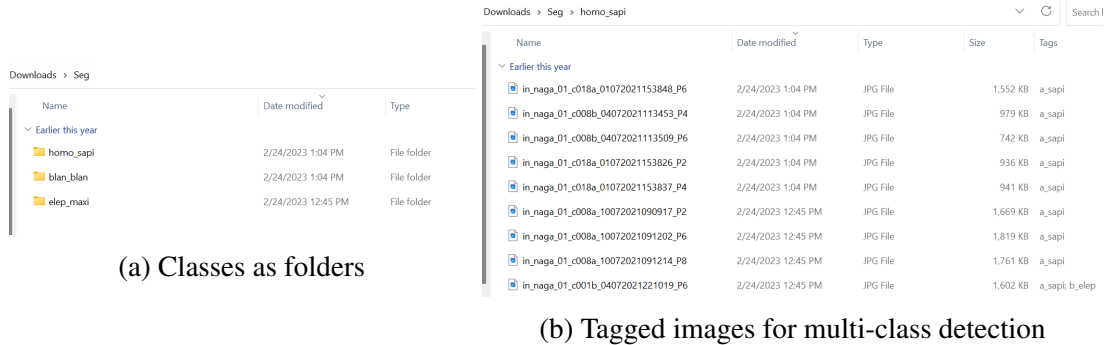 Downloads > Seg
Name Date modified Type
Earlier this year
homo_sapi 2/24/2023 1:04 PM File folder
blan_blan 2/24/2023 1:04 PM File folder
elep_maxi 2/24/2023 12:45 PM File folder
(a) Classes as folders
Downloads > Seg > homo_sapi Search
Name Date modified Type Size Tags
Earlier this year
in_naga_01_c018a_01072021153848_P6 2/24/2023 1:04 PM JPG File 1,552 KB a_sapi
in_naga_01_c008b_04072021113453_P4 2/24/2023 1:04 PM JPG File 979 KB a_sapi
in_naga_01_c008b_04072021113509_P6 2/24/2023 1:04 PM JPG File 742 KB a_sapi
in_naga_01_c018a_01072021153826_P2 2/24/2023 1:04 PM JPG File 936 KB a_sapi
in_naga_01_c018a_01072021153837_P4 2/24/2023 1:04 PM JPG File 941 KB a_sapi
in_naga_01_c008a_10072021090917_P2 2/24/2023 12:45 PM JPG File 1,669 KB a_sapi
in_naga_01_c008a_10072021091202_P6 2/24/2023 12:45 PM JPG File 1,819 KB a_sapi
in_naga_01_c008a_10072021091214_P8 2/24/2023 12:45 PM JPG File 1,761 KB a_sapi
in_naga_01_c001b_04072021221019_P6 2/24/2023 12:45 PM JPG File 1,602 KB a_sapi; b_elep
(b) Tagged images for multi-class detection